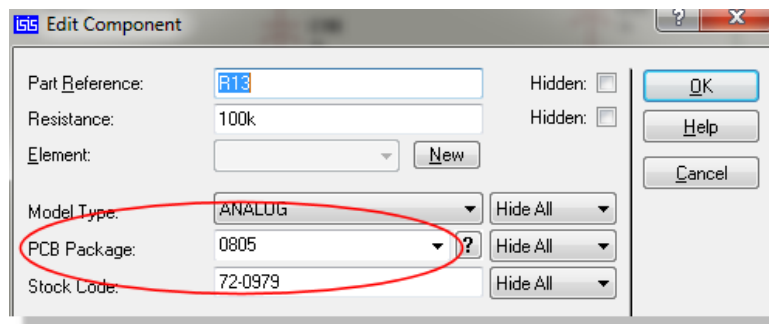 isis Edit Component ? X
Part Reference: R13 Hidden: OK
Resistance: 100k Hidden: Help
Element: New Cancel
Model Type: ANALOG Hide All
PCB Package: 0805 ? Hide All
Stock Code: 72-0979 Hide All